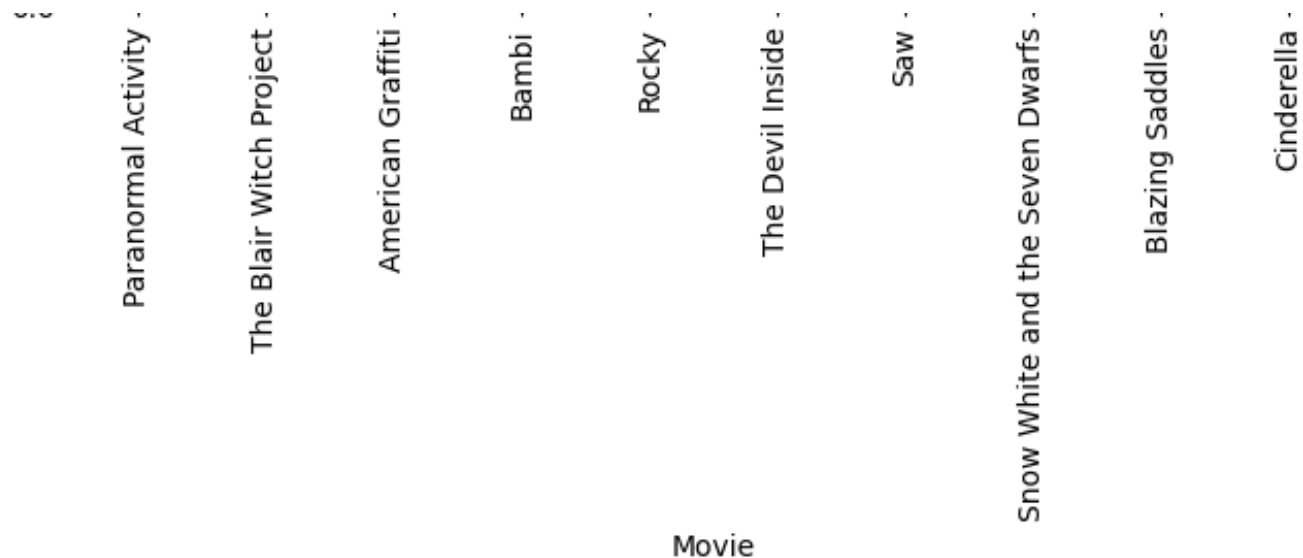 Paranormal Activity
The Blair Witch Project
American Graffiti
Bambi
Rocky
The Devil Inside
Saw
Snow White and the Seven Dwarfs
Blazing Saddles
Cinderella
Movie